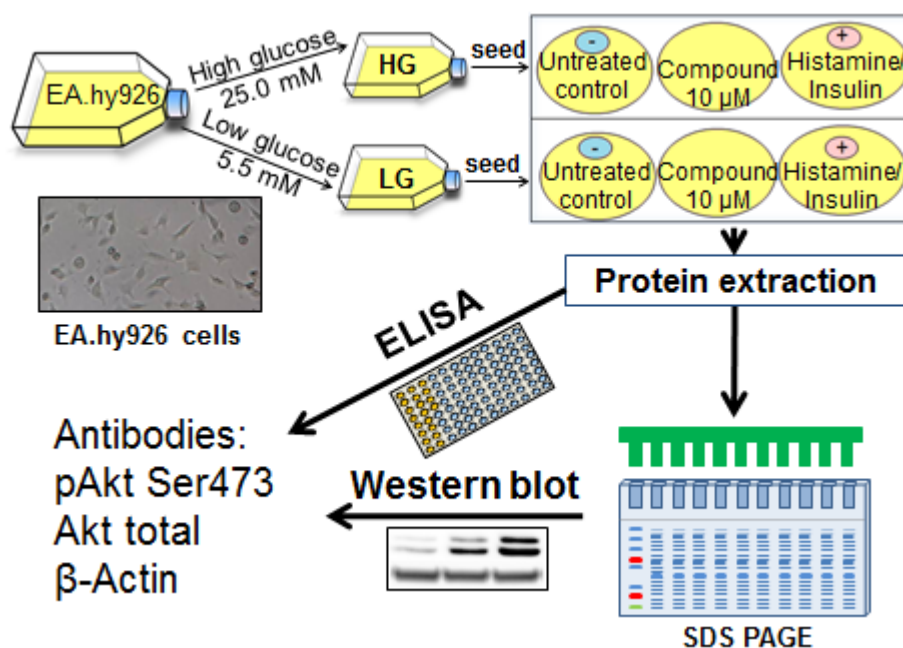 EA.hy926
High glucose
25.0 mM
Low glucose
5.5 mM
HG
seed
LG
seed
-
Untreated
control
Compound
10 µM
+
Histamine/
Insulin
-
Untreated
control
Compound
10 µM
+
Histamine/
Insulin
EA.hy926 cells
Protein extraction
ELISA
Antibodies:
pAkt Ser473
Akt total
β-Actin
Western blot
SDS PAGE